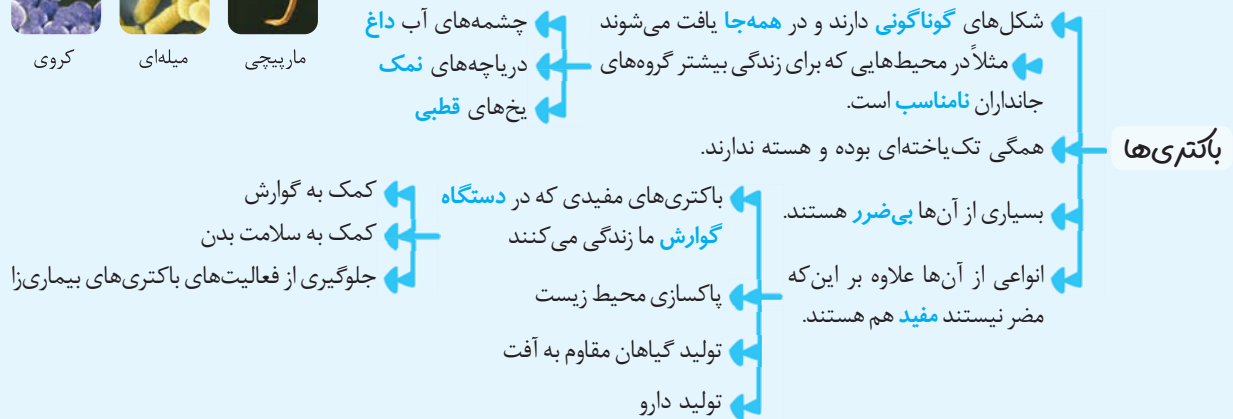 باکتری‌ها
شکل‌های گوناگونی دارند و در همه‌جا یافت می‌شوند
مثلاً در محیط‌هایی که برای زندگی بیشتر گروه‌های
جانداران نامناسب است.
چشمه‌های آب داغ
دریاچه‌های نمک
یخ‌های قطبی
مارپیچی
میله‌ای
کروی
همگی تک‌یاخته‌ای بوده و هسته ندارند.
بسیاری از آن‌ها بی‌ضرر هستند.
انواعی از آن‌ها علاوه بر این‌که
مضر نیستند مفید هم هستند.
باکتری‌های مفیدی که در دستگاه
گوارش ما زندگی می‌کنند
کمک به گوارش
کمک به سلامت بدن
جلوگیری از فعالیت‌های باکتری‌های بیماری‌زا
پاکسازی محیط زیست
تولید گیاهان مقاوم به آفت
تولید دارو